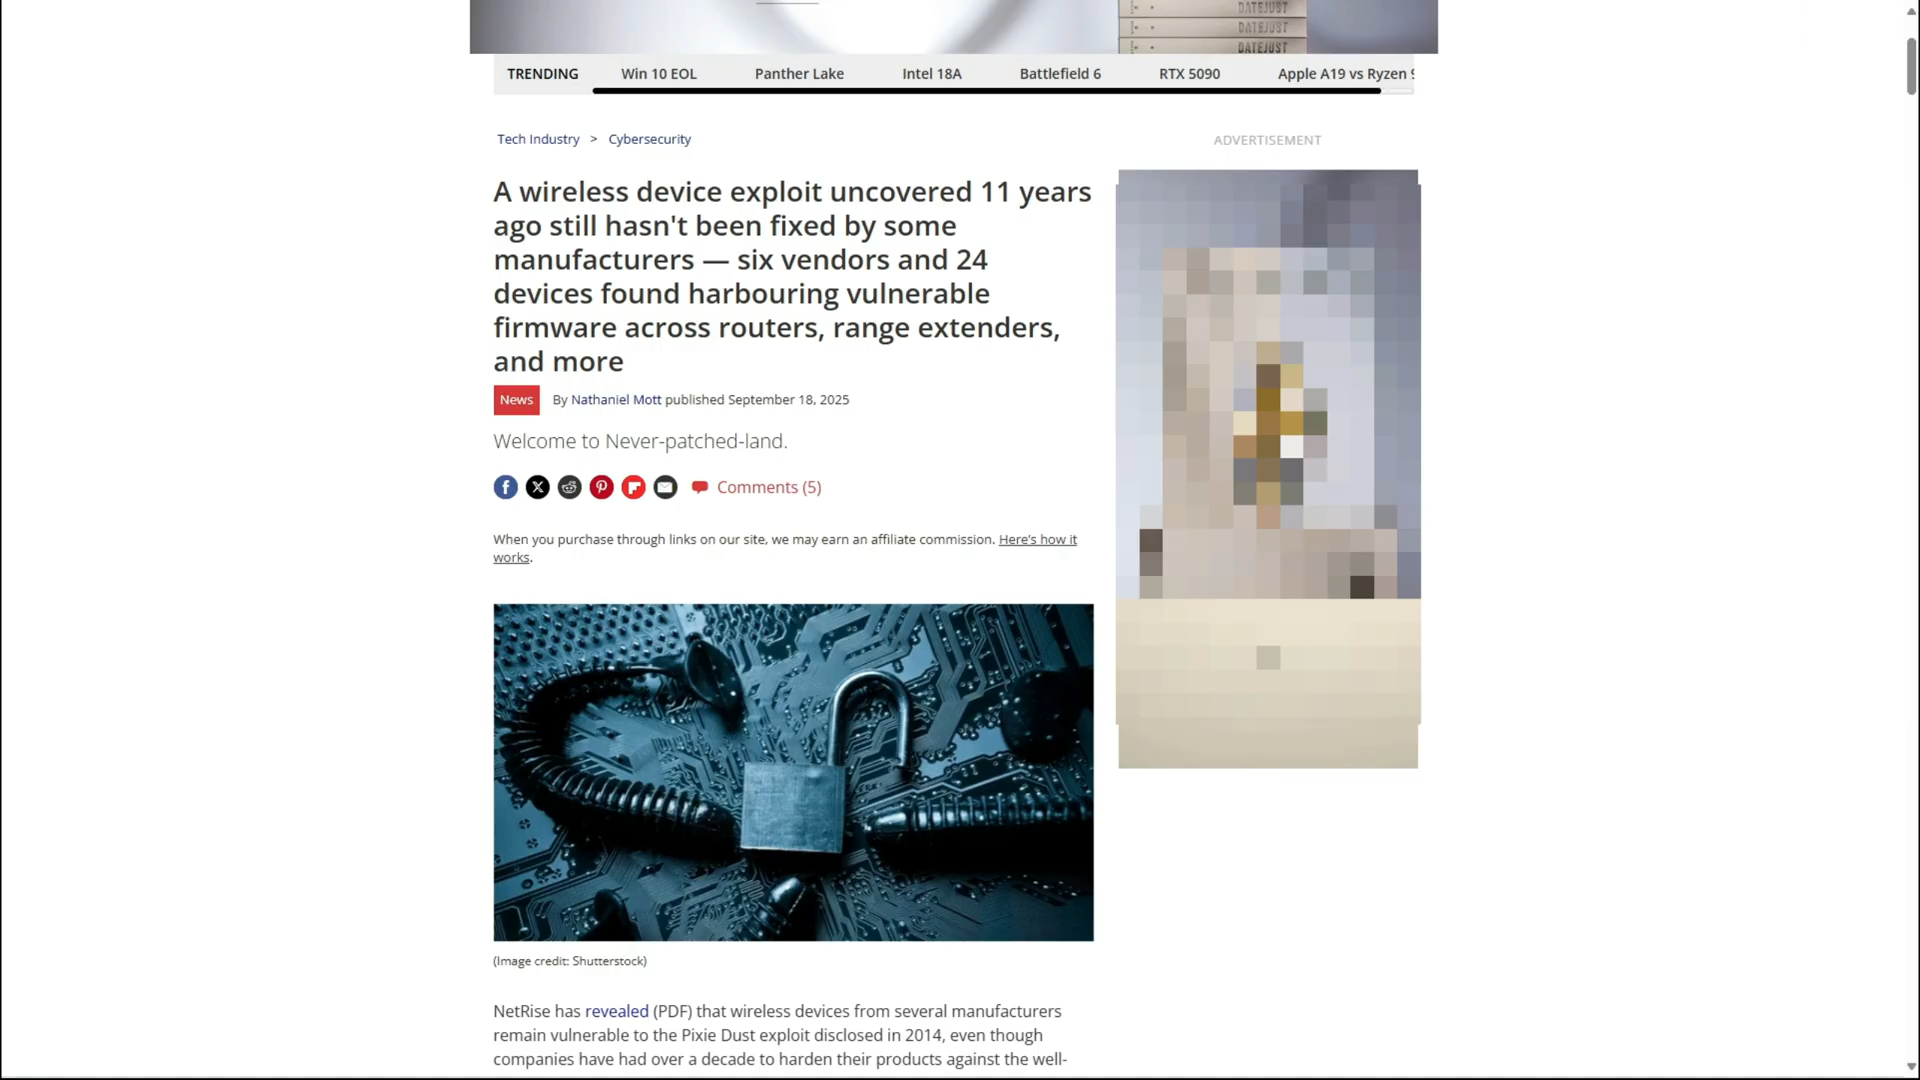 DATEJUST
DATEJUST
DATEJUST
TRENDING Win 10 EOL Panther Lake Intel 18A Battlefield 6 RTX 5090 Apple A19 vs Ryzen 9
Tech Industry > Cybersecurity
ADVERTISEMENT
A wireless device exploit uncovered 11 years
ago still hasn't been fixed by some
manufacturers — six vendors and 24
devices found harbouring vulnerable
firmware across routers, range extenders,
and more
News By Nathaniel Mott published September 18, 2025
Welcome to Never-patched-land.
Comments (5)
When you purchase through links on our site, we may earn an affiliate commission. Here’s how it
works.
(Image credit: Shutterstock)
NetRise has revealed (PDF) that wireless devices from several manufacturers
remain vulnerable to the Pixie Dust exploit disclosed in 2014, even though
companies have had over a decade to harden their products against the well-